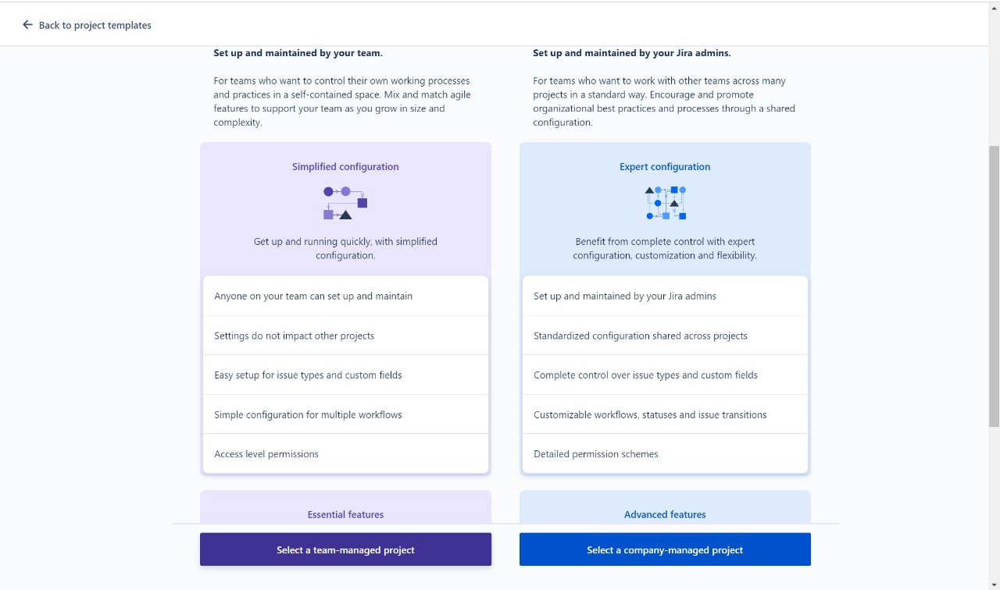 Back to project templates
Set up and maintained by your team.
For teams who want to control their own working processes
and practices in a self-contained space. Mix and match agile
features to support your team as you grow in size and
complexity.
Simplified configuration
Get up and running quickly, with simplified
configuration.
Anyone on your team can set up and maintain
Settings do not impact other projects
Easy setup for issue types and custom fields
Simple configuration for multiple workflows
Access level permissions
Essential features
Select a team-managed project
Set up and maintained by your Jira admins.
For teams who want to work with other teams across many
projects in a standard way. Encourage and promote
organizational best practices and processes through a shared
configuration.
Expert configuration
Benefit from complete control with expert
configuration, customization and flexibility.
Set up and maintained by your Jira admins
Standardized configuration shared across projects
Complete control over issue types and custom fields
Customizable workflows, statuses and issue transitions
Detailed permission schemes
Advanced features
Select a company-managed project